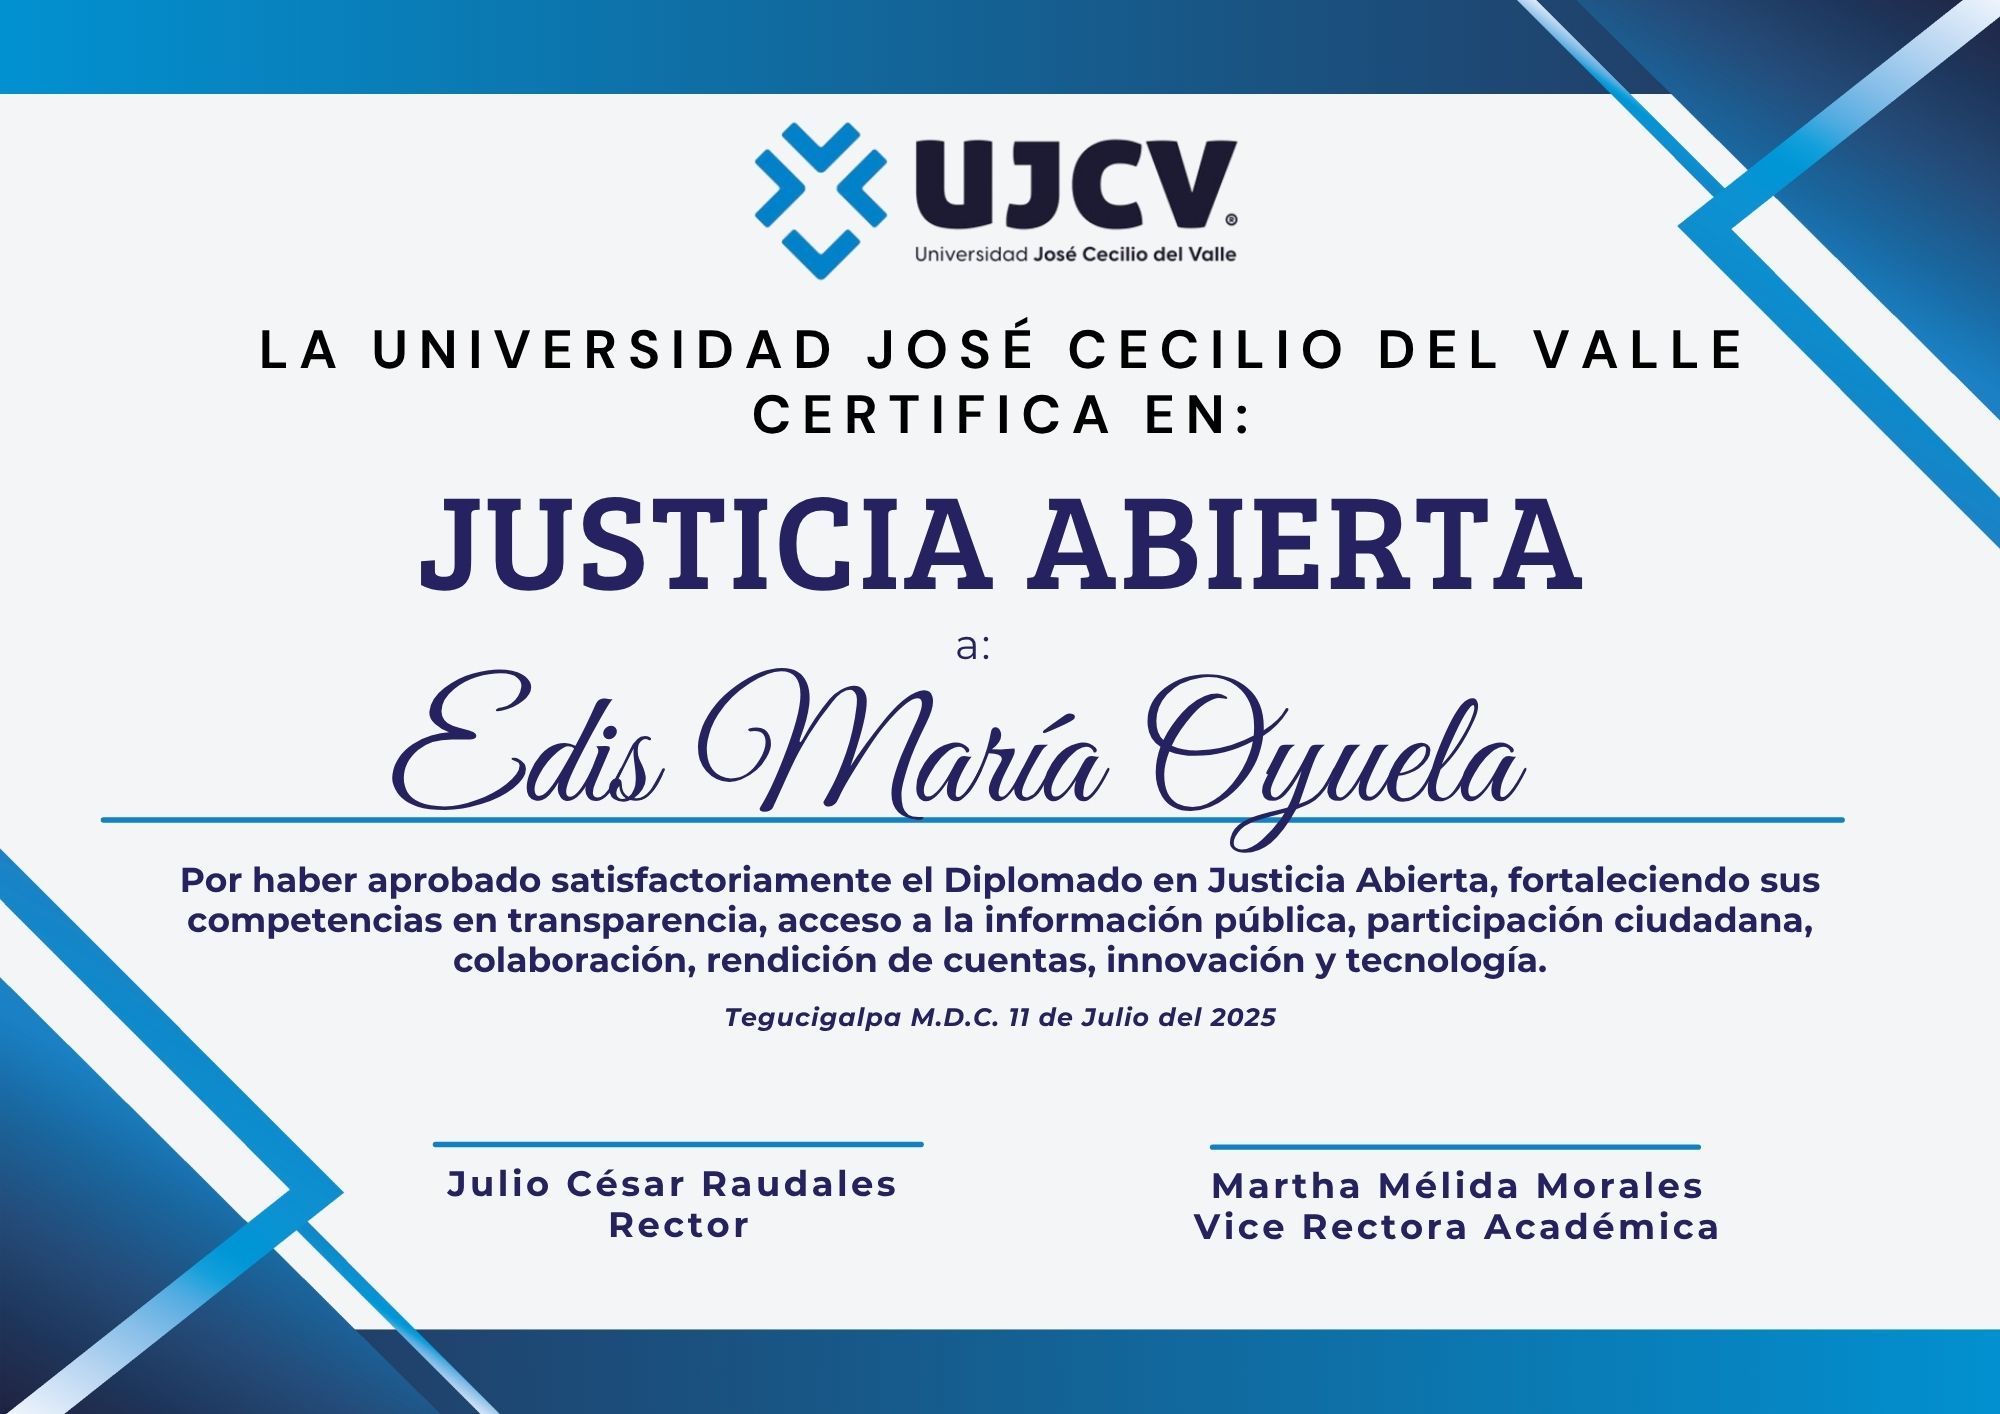 UJCV®
Universidad José Cecilio del Valle
LA UNIVERSIDAD JOSÉ CECILIO DEL VALLE
CERTIFICA EN:
JUSTICIA ABIERTA
a:
Edis María Oyuela
Por haber aprobado satisfactoriamente el Diplomado en Justicia Abierta, fortaleciendo sus
competencias en transparencia, acceso a la información pública, participación ciudadana,
colaboración, rendición de cuentas, innovación y tecnología.
Tegucigalpa M.D.C. 11 de Julio del 2025
Julio César Raudales
Rector
Martha Mélida Morales
Vice Rectora Académica